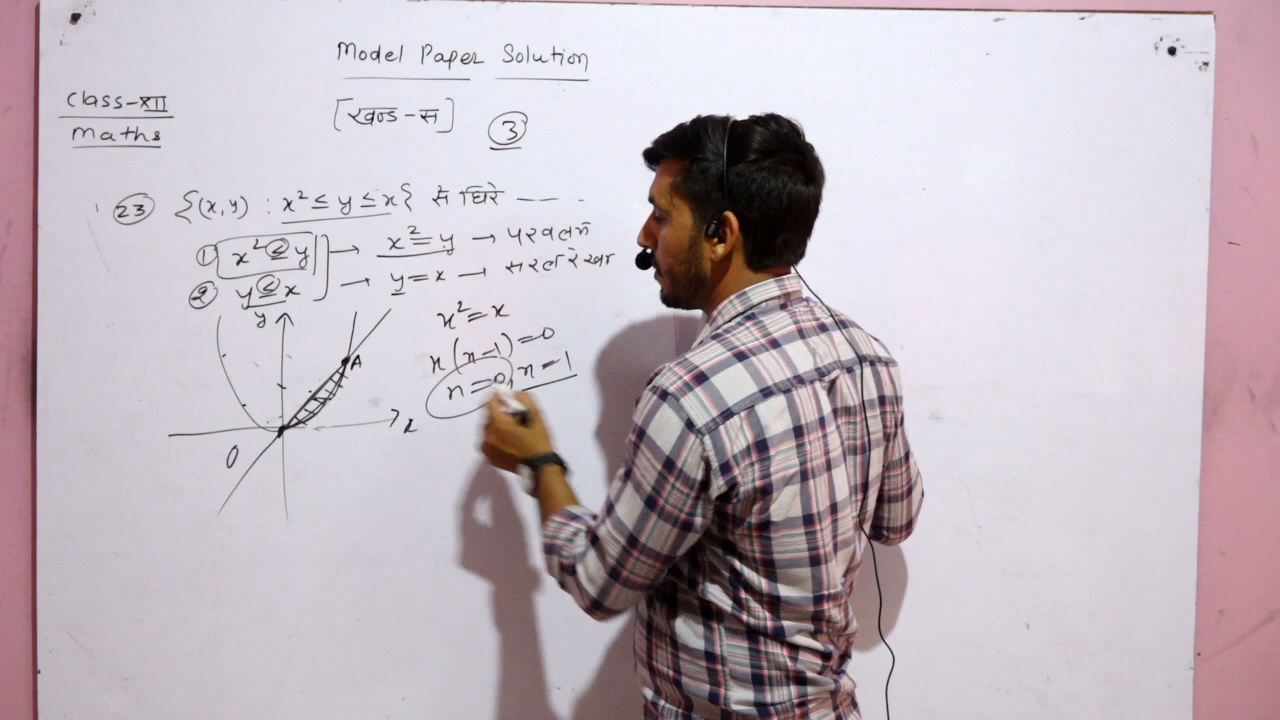 Model Paper Solution
Class-XII
Maths
[खण्ड-स]
3
23 {(x,y) : x² ≤ y ≤ x} से घिरे ---
① x² ≤ y → x² = y → परवलय
② y ≤ x → y = x → सरल रेखा
x² = x
x(x-1) = 0
x = 0, x = 1
y
A
x
O